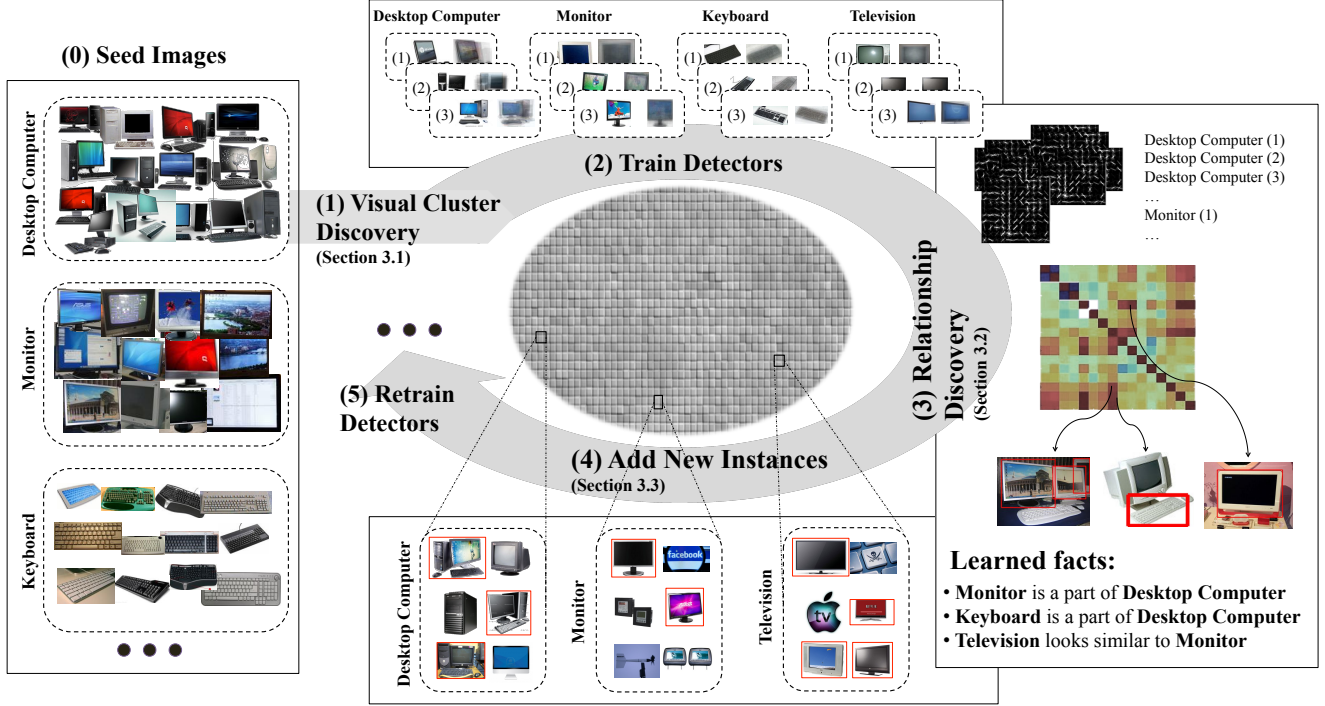 (0) Seed Images
Desktop Computer
Monitor
Keyboard
Desktop Computer
Monitor
Keyboard
Television
(1)
(2)
(3)
(1)
(2)
(3)
(1)
(2)
(3)
(1)
(2)
(3)
(1) Visual Cluster
Discovery
(Section 3.1)
(2) Train Detectors
(3) Relationship
Discovery
(Section 3.2)
Desktop Computer (1)
Desktop Computer (2)
Desktop Computer (3)
…
Monitor (1)
…
(4) Add New Instances
(Section 3.3)
(5) Retrain
Detectors
Desktop Computer
Monitor
facebook
Television
tv
Learned facts:
• Monitor is a part of Desktop Computer
• Keyboard is a part of Desktop Computer
• Television looks similar to Monitor